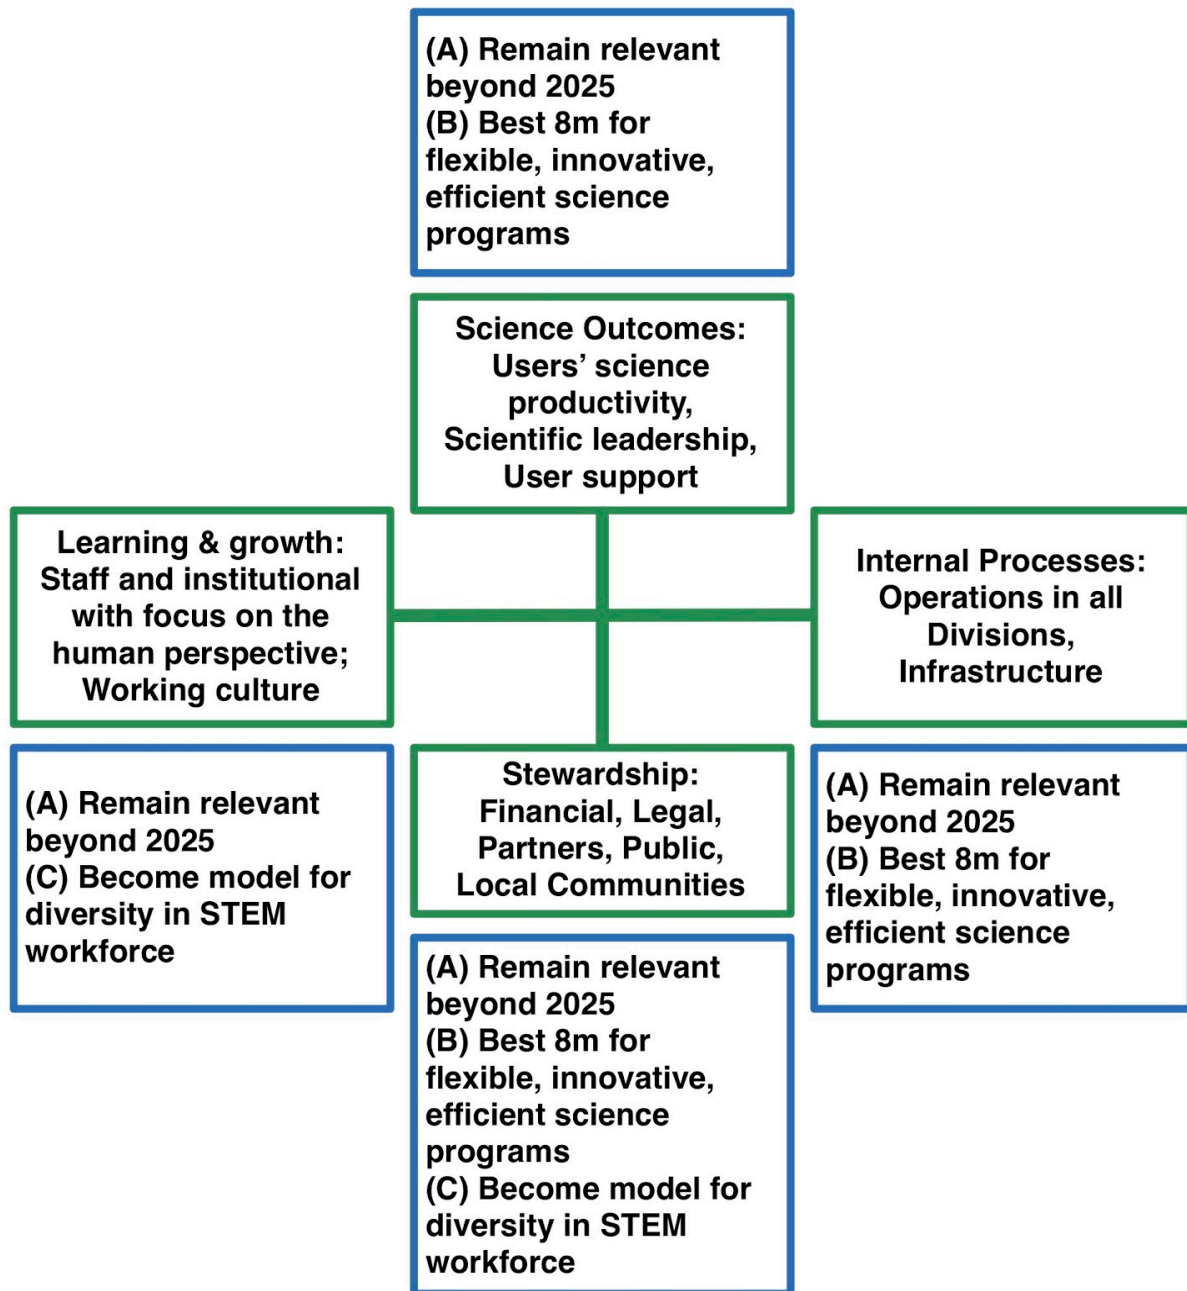 (A) Remain relevant
beyond 2025
(B) Best 8m for
flexible, innovative,
efficient science
programs
Science Outcomes:
Users’ science
productivity,
Scientific leadership,
User support
Learning & growth:
Staff and institutional
with focus on the
human perspective;
Working culture
Internal Processes:
Operations in all
Divisions,
Infrastructure
(A) Remain relevant
beyond 2025
(C) Become model for
diversity in STEM
workforce
Stewardship:
Financial, Legal,
Partners, Public,
Local Communities
(A) Remain relevant
beyond 2025
(B) Best 8m for
flexible, innovative,
efficient science
programs
(A) Remain relevant
beyond 2025
(B) Best 8m for
flexible, innovative,
efficient science
programs
(C) Become model for
diversity in STEM
workforce